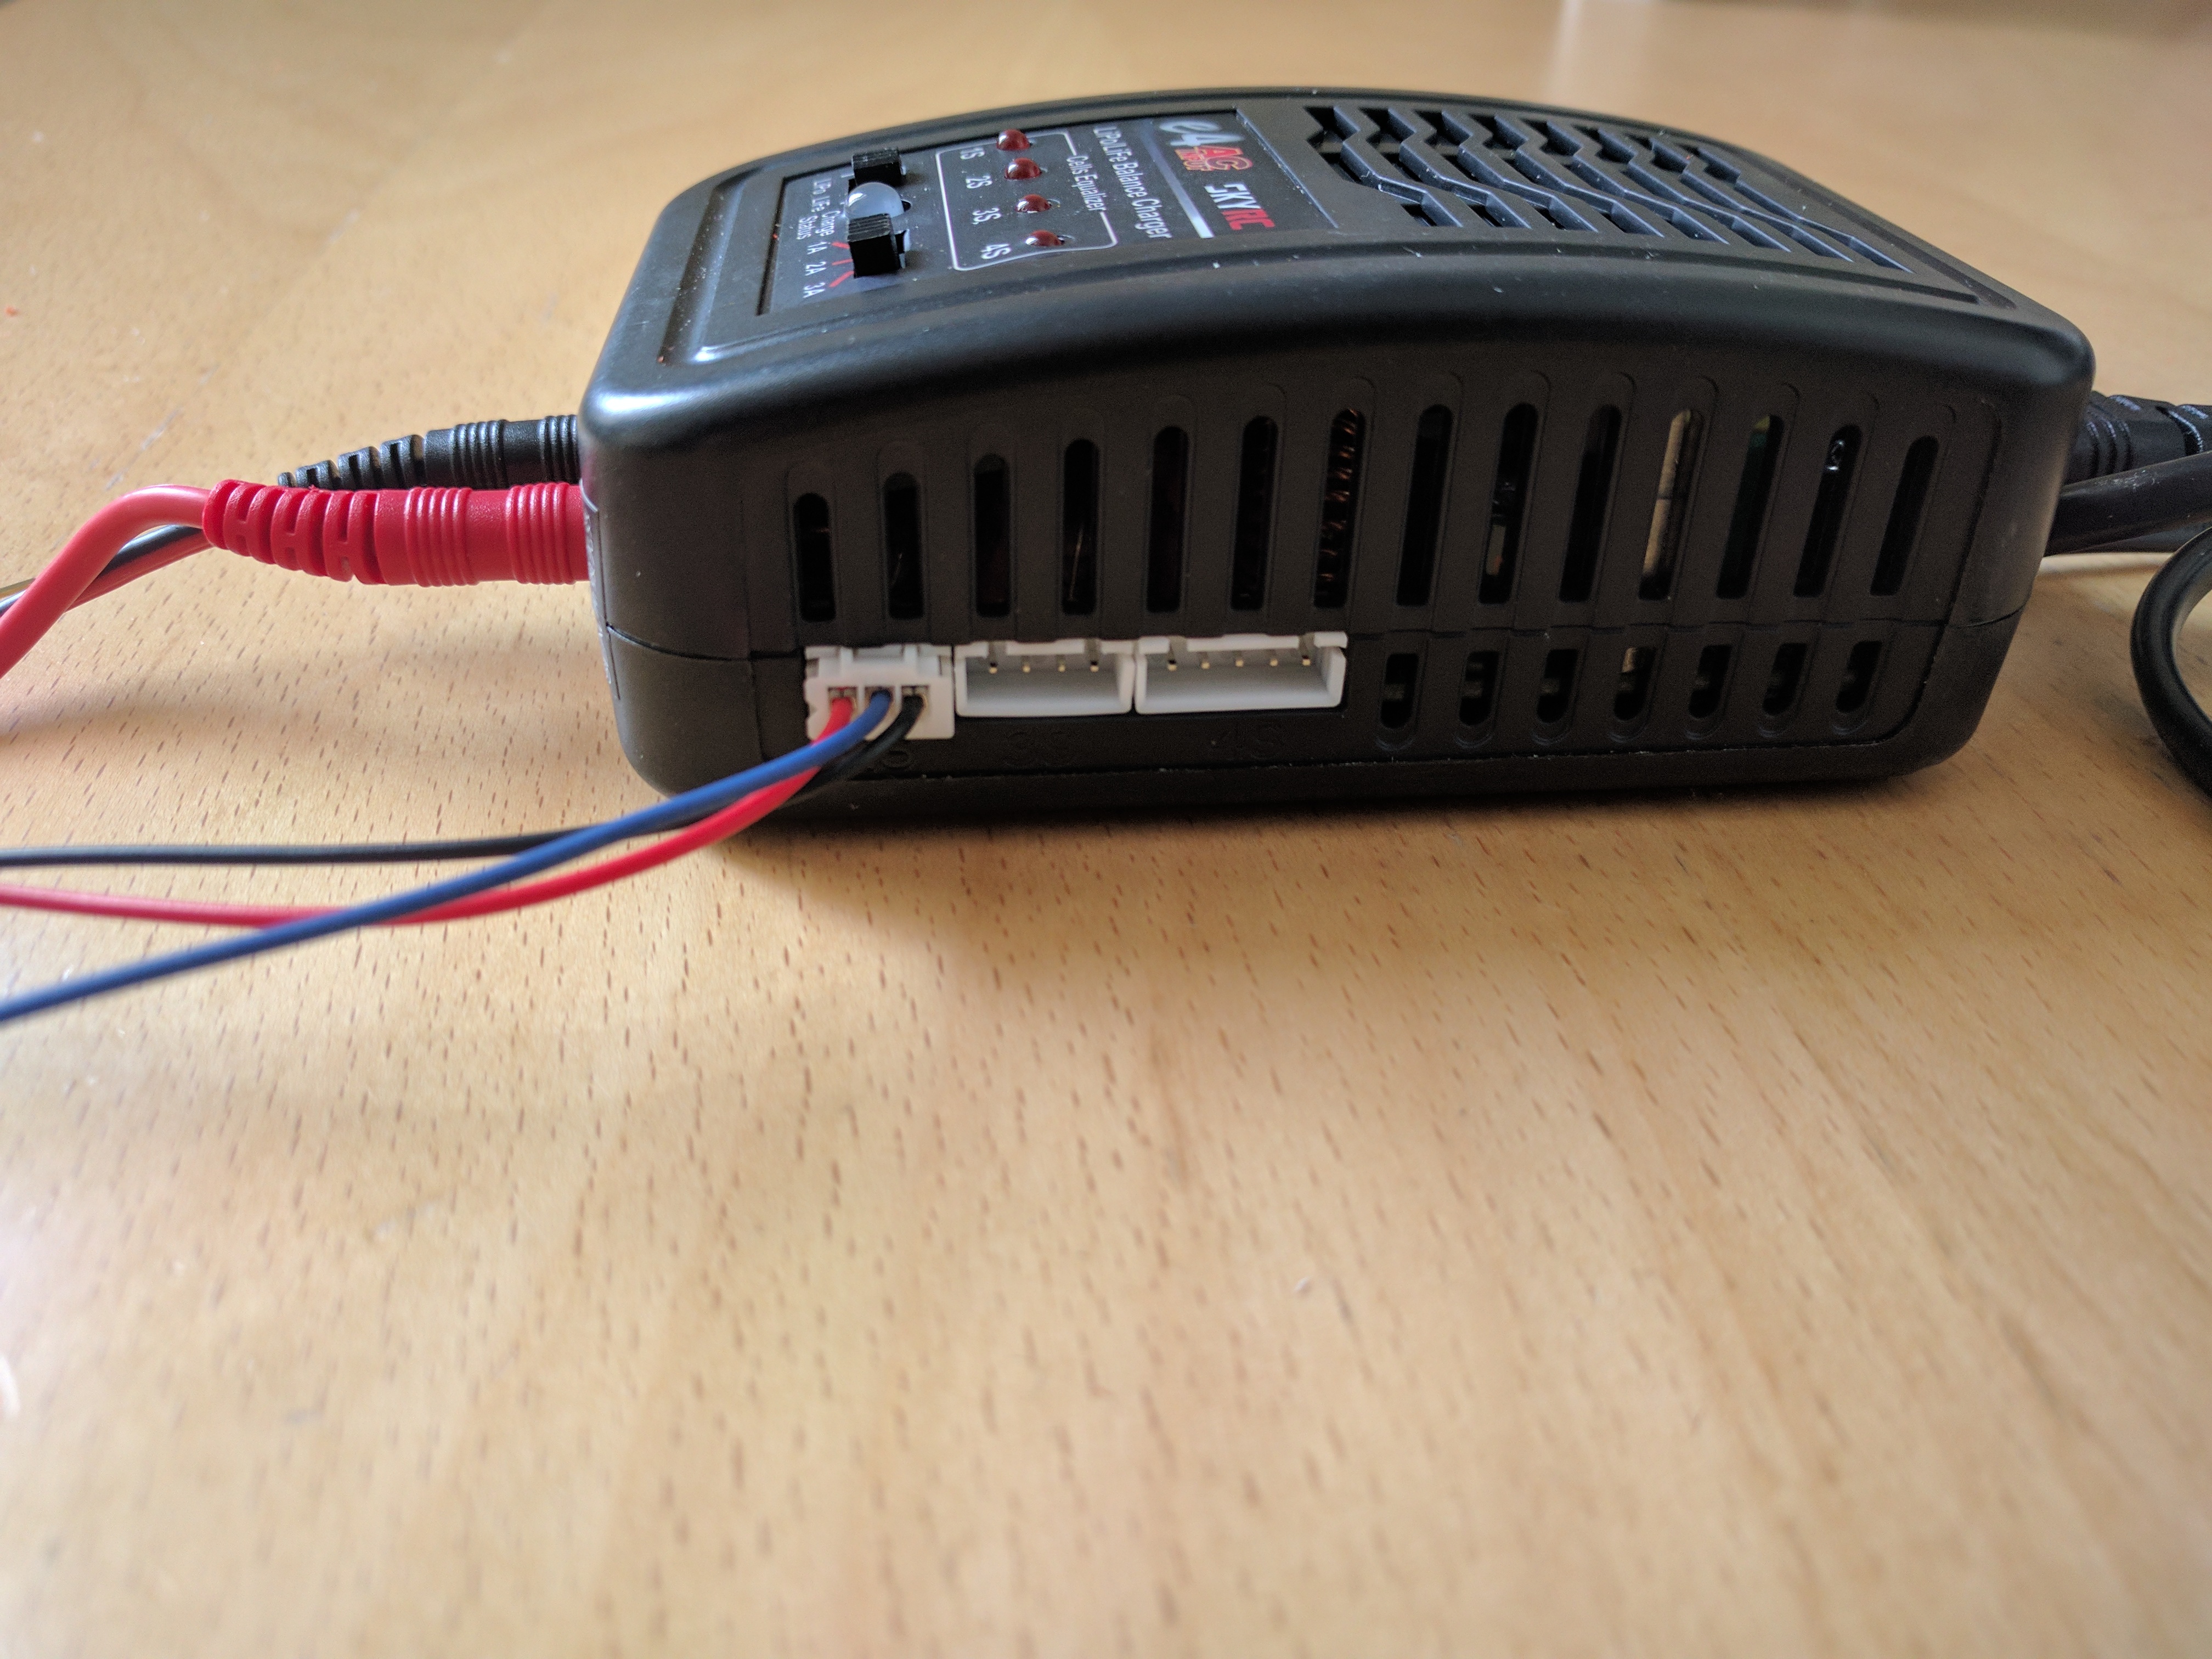 e4 AC SKYRC
INPUT
LiPo/LiFe Balance Charger
Cells Equalizer
1S 2S 3S 4S
LiPo LiFe Charge Status 1A 2A 3A
3S 4S